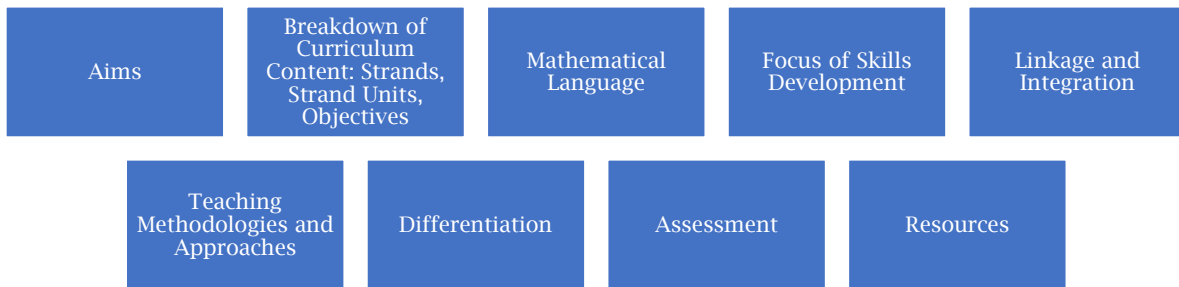 Aims
Breakdown of
Curriculum
Content: Strands,
Strand Units,
Objectives
Mathematical
Language
Focus of Skills
Development
Linkage and
Integration
Teaching
Methodologies and
Approaches
Differentiation
Assessment
Resources